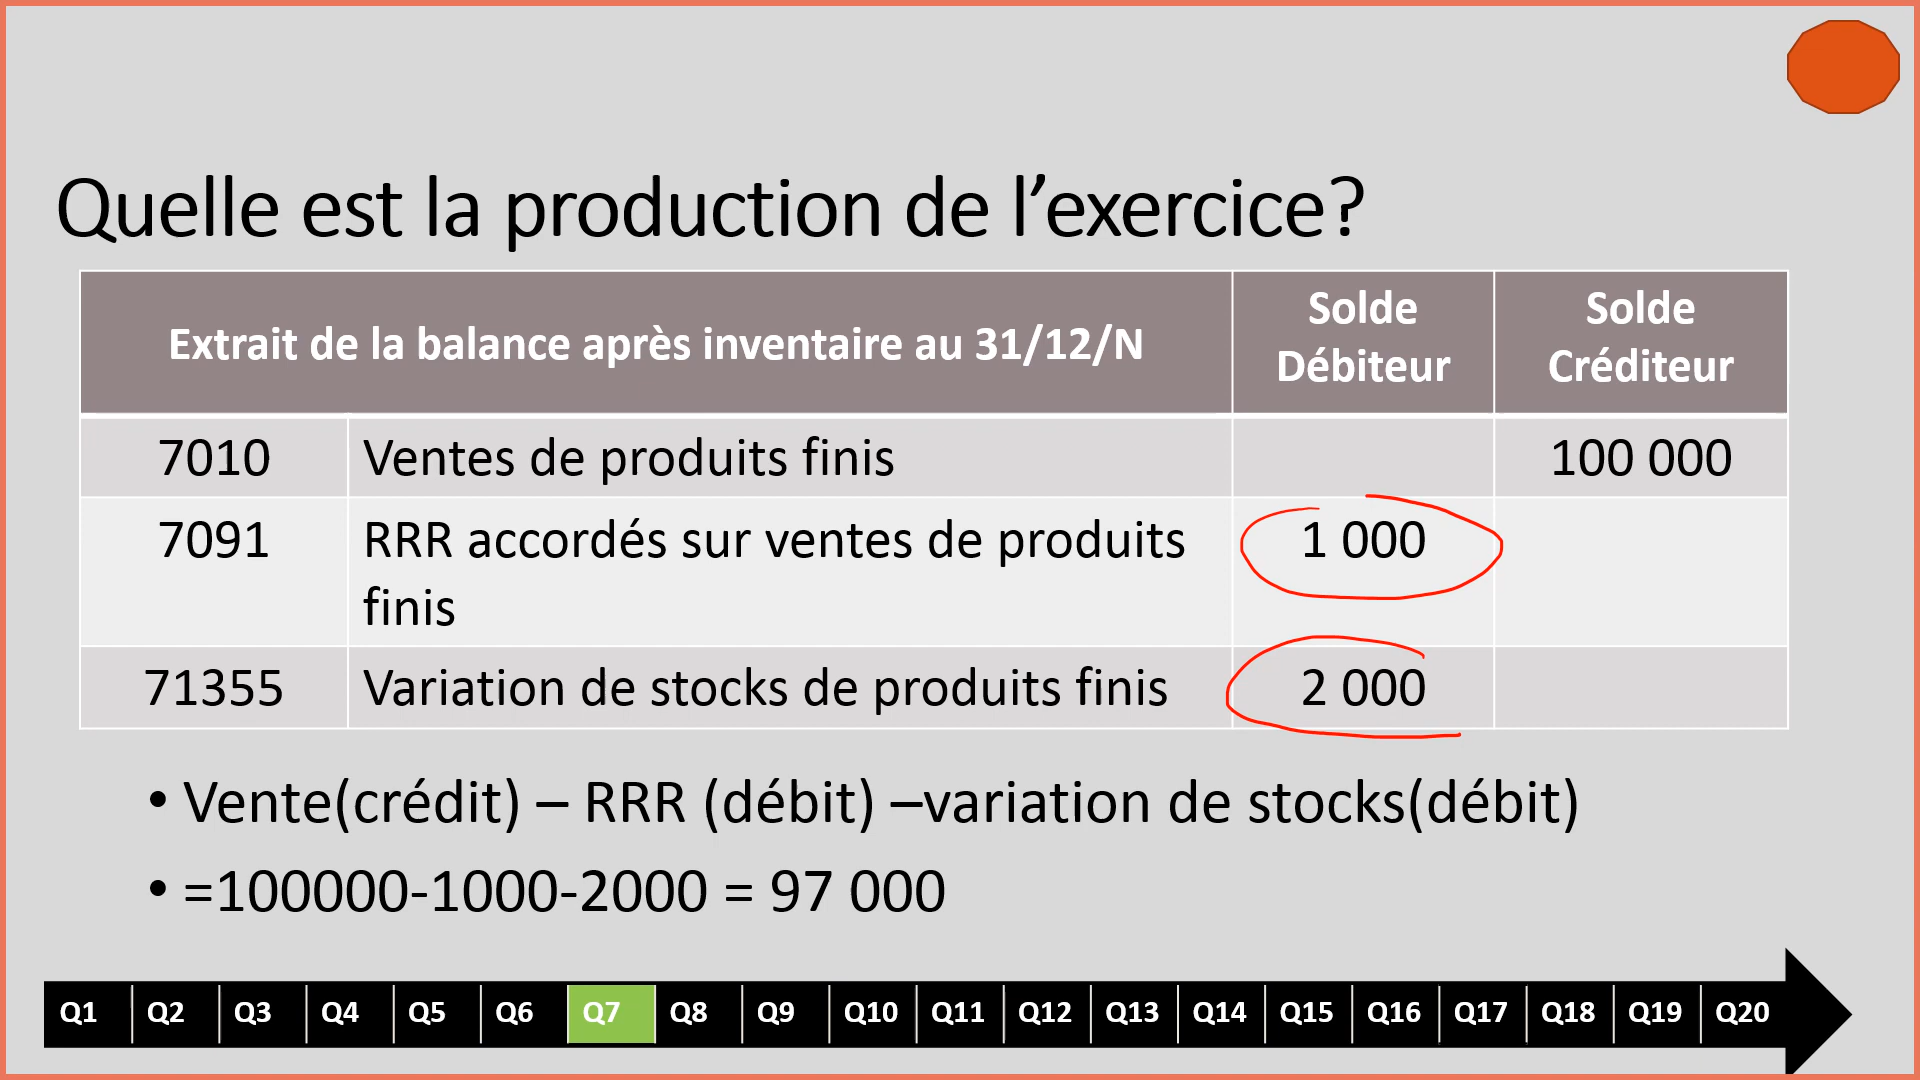 Quelle est la production de l’exercice?
Extrait de la balance après inventaire au 31/12/N
Solde
Débiteur
Solde
Créditeur
7010 Ventes de produits finis 100 000
7091 RRR accordés sur ventes de produits 1 000
finis
71355 Variation de stocks de produits finis 2 000
• Vente(crédit) – RRR (débit) –variation de stocks(débit)
• =100000-1000-2000 = 97 000
Q1 Q2 Q3 Q4 Q5 Q6 Q7 Q8 Q9 Q10 Q11 Q12 Q13 Q14 Q15 Q16 Q17 Q18 Q19 Q20